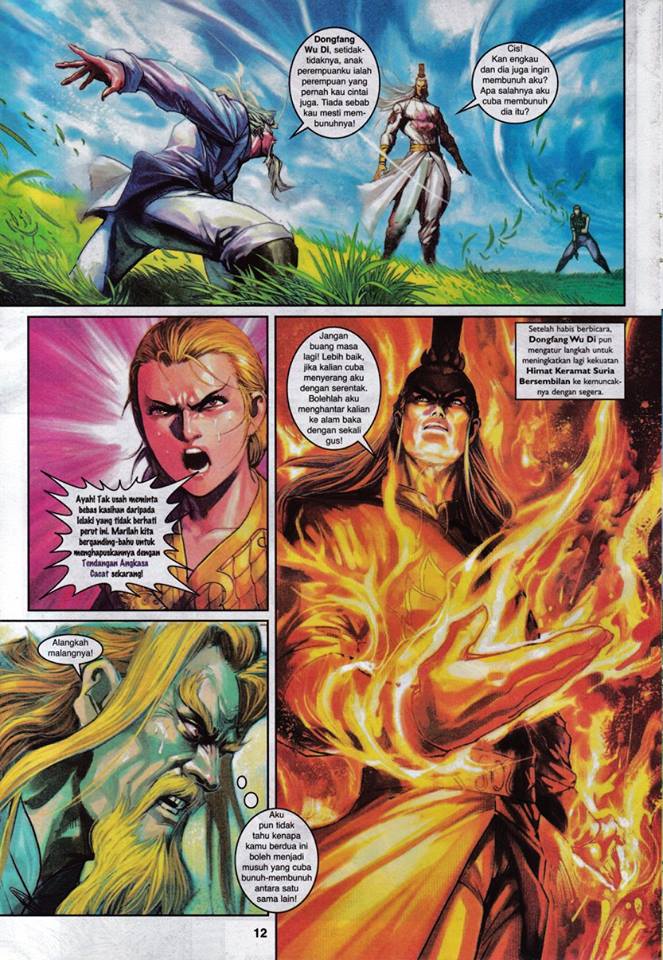 Dongfang
Wu Di, setidak-
tidaknya, anak
perempuanku ialah
perempuan yang
pernah kau cintai
juga. Tiada sebab
kau mesti mem-
bunuhnya!
Cis!
Kan engkau
dan dia juga ingin
membunuh aku?
Apa salahnya aku
cuba membunuh
dia itu?
Ayah! Tak usah meminta
bebas kasihan daripada
lelaki yang tidak berhati
perut ini. Marilah kita
berganding-bahu untuk
menghapuskannya dengan
Tendangan Angkasa
Cacat sekarang!
Jangan
buang masa
lagi! Lebih baik,
jika kalian cuba
menyerang aku
dengan serentak.
Bolehlah aku
menghantar kalian
ke alam baka
dengan sekali
gus!
Setelah habis berbicara,
Dongfang Wu Di pun
mengatur langkah untuk
meningkatkan lagi kekuatan
Himat Keramat Suria
Bersembilan ke kemuncak-
nya dengan segera.
Alangkah
malangnya!
Aku
pun tidak
tahu kenapa
kamu berdua ini
boleh menjadi
musuh yang cuba
bunuh-membunuh
antara satu
sama lain!
12